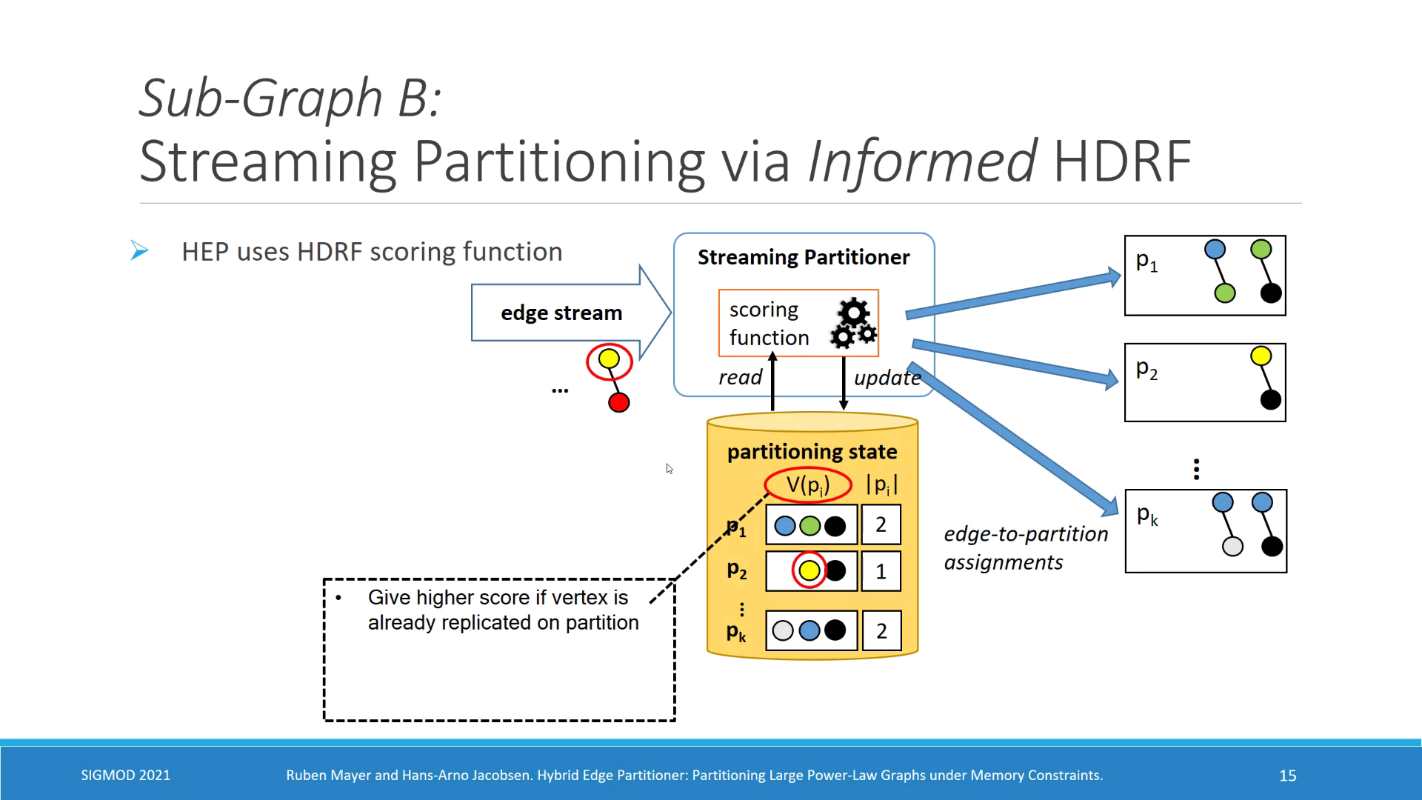 Sub-Graph B:
Streaming Partitioning via Informed HDRF
HEP uses HDRF scoring function
edge stream
...
Streaming Partitioner
scoring
function
read
update
partitioning state
V(pi) |pi|
p1 2
p2 1
pk 2
• Give higher score if vertex is
already replicated on partition
edge-to-partition
assignments
p1
p2
pk
SIGMOD 2021
Ruben Mayer and Hans-Arno Jacobsen. Hybrid Edge Partitioner: Partitioning Large Power-Law Graphs under Memory Constraints.
15